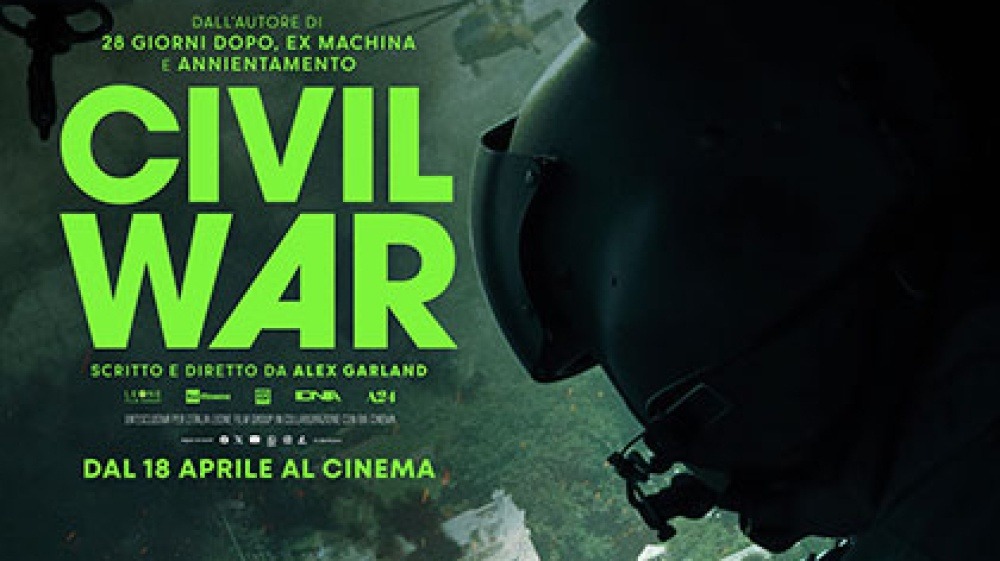 DALL'AUTORE DI
28 GIORNI DOPO, EX MACHINA
E ANNIENTAMENTO
CIVIL
WAR
SCRITTO E DIRETTO DA ALEX GARLAND
LEONE A24
DAL 18 APRILE AL CINEMA